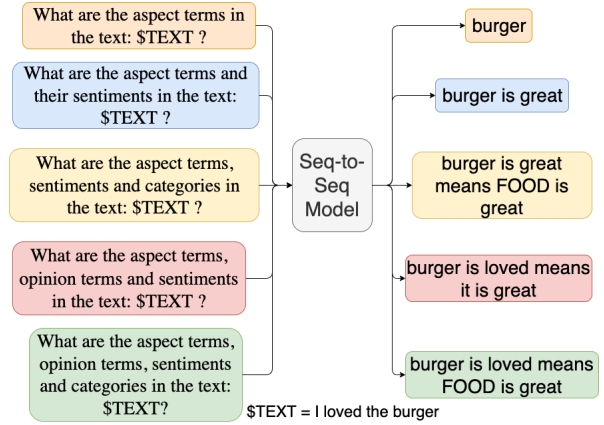 What are the aspect terms in
the text: $TEXT ?
What are the aspect terms and
their sentiments in the text:
$TEXT ?
What are the aspect terms,
sentiments and categories in
the text: $TEXT ?
What are the aspect terms,
opinion terms and sentiments
in the text: $TEXT ?
What are the aspect terms,
opinion terms, sentiments
and categories in the text:
$TEXT?
Seq-to-
Seq
Model
burger
burger is great
burger is great
means FOOD is
great
burger is loved means
it is great
burger is loved means
FOOD is great
$TEXT = I loved the burger